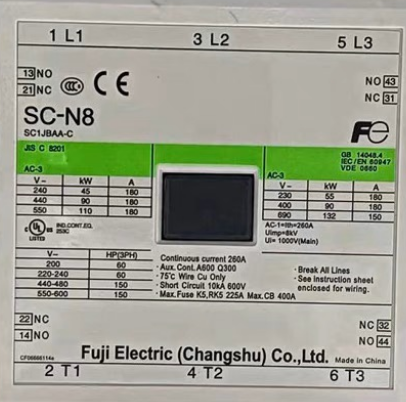 1 L1 3 L2 5 L3
13 NO
21 NC CCC CE
NO 43
NC 31
SC-N8
SC1JBAA-C
Fe
JIS C 8201
GB 14048.4
IEC/EN 60947
VDE 0660
AC-3
V~ kW A
240 45 180
440 90 180
550 110 180
AC-3
V~ kW A
230 55 180
400 90 180
690 132 150
AC-1=Ith=260A
Uimp=8kV
Ui= 1000V(Main)
c UL us
LISTED
IND.CONT.EQ.
V~ HP(3PH)
200 60
220-240 60
440-480 150
550-600 150
Continuous current 260A
· Aux. Cont. A600 Q300
· 75℃ Wire Cu Only
· Short Circuit 10kA 600V
· Max. Fuse K5,RK5 225A Max.CB 400A
· Break All Lines
· See Instruction sheet
enclosed for wiring.
22 NC
14 NO
NC 32
NO 44
Fuji Electric (Changshu) Co.,Ltd. Made in China
2 T1 4 T2 6 T3